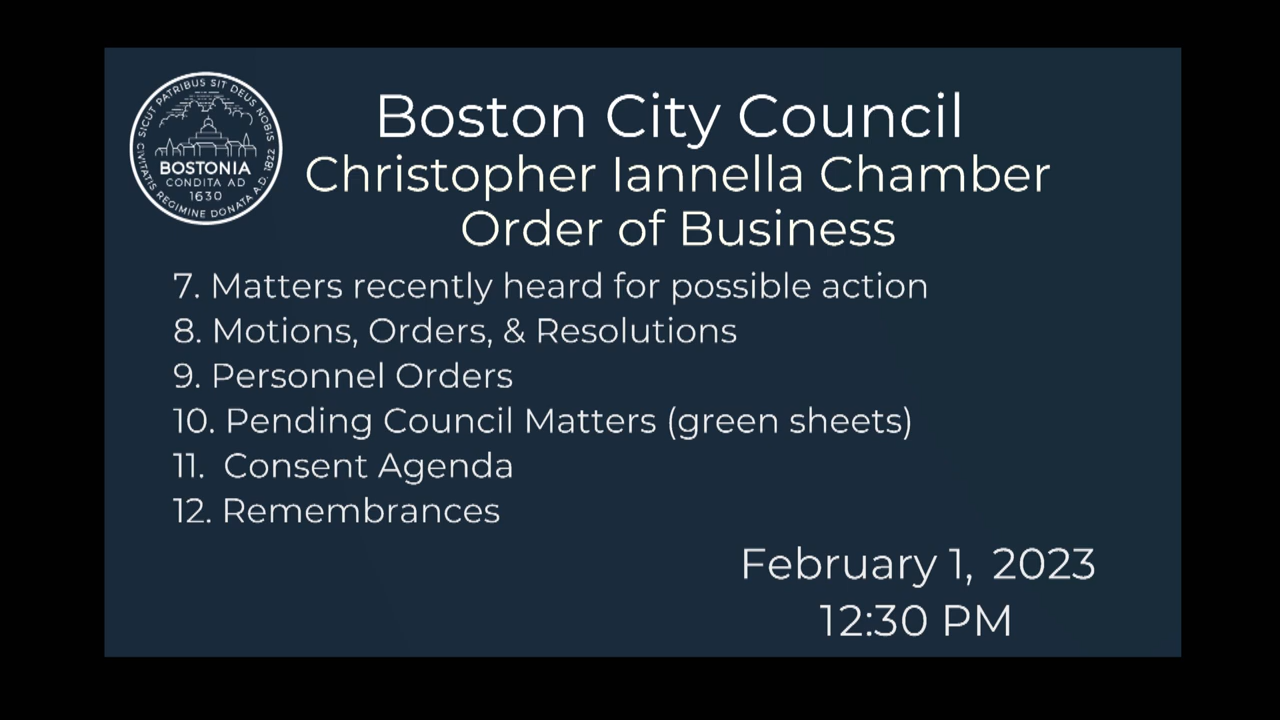 SICUT PATRIBUS SIT DEUS NOBIS
CIVITATIS REGIMINE DONATA A.D. 1822
BOSTONIA
CONDITA AD
1630
Boston City Council
Christopher Iannella Chamber
Order of Business
7. Matters recently heard for possible action
8. Motions, Orders, & Resolutions
9. Personnel Orders
10. Pending Council Matters (green sheets)
11. Consent Agenda
12. Remembrances
February 1, 2023
12:30 PM